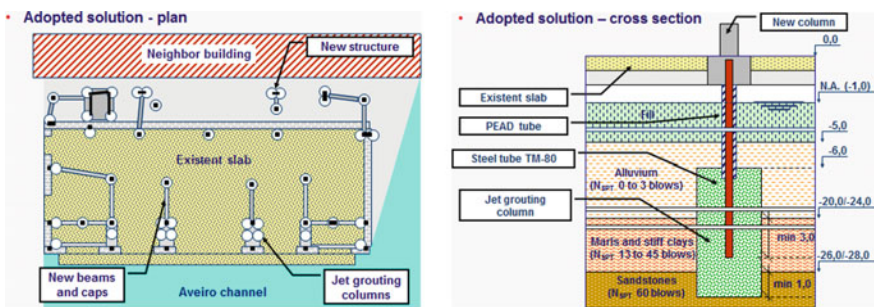 • Adopted solution - plan
Neighbor building
New structure
Existent slab
New beams
and caps
Jet grouting
columns
Aveiro channel
• Adopted solution – cross section
New column
0,0
N.A. (-1,0)
Existent slab
Fill
PEAD tube
-5,0
Steel tube TM-80
-6,0
Alluvium
(NSPT 0 to 3 blows)
Jet grouting
column
-20,0/-24,0
Marls and stiff clays
(NSPT 13 to 45 blows)
min 3,0
-26,0/-28,0
Sandstones
(NSPT 60 blows)
min 1,0